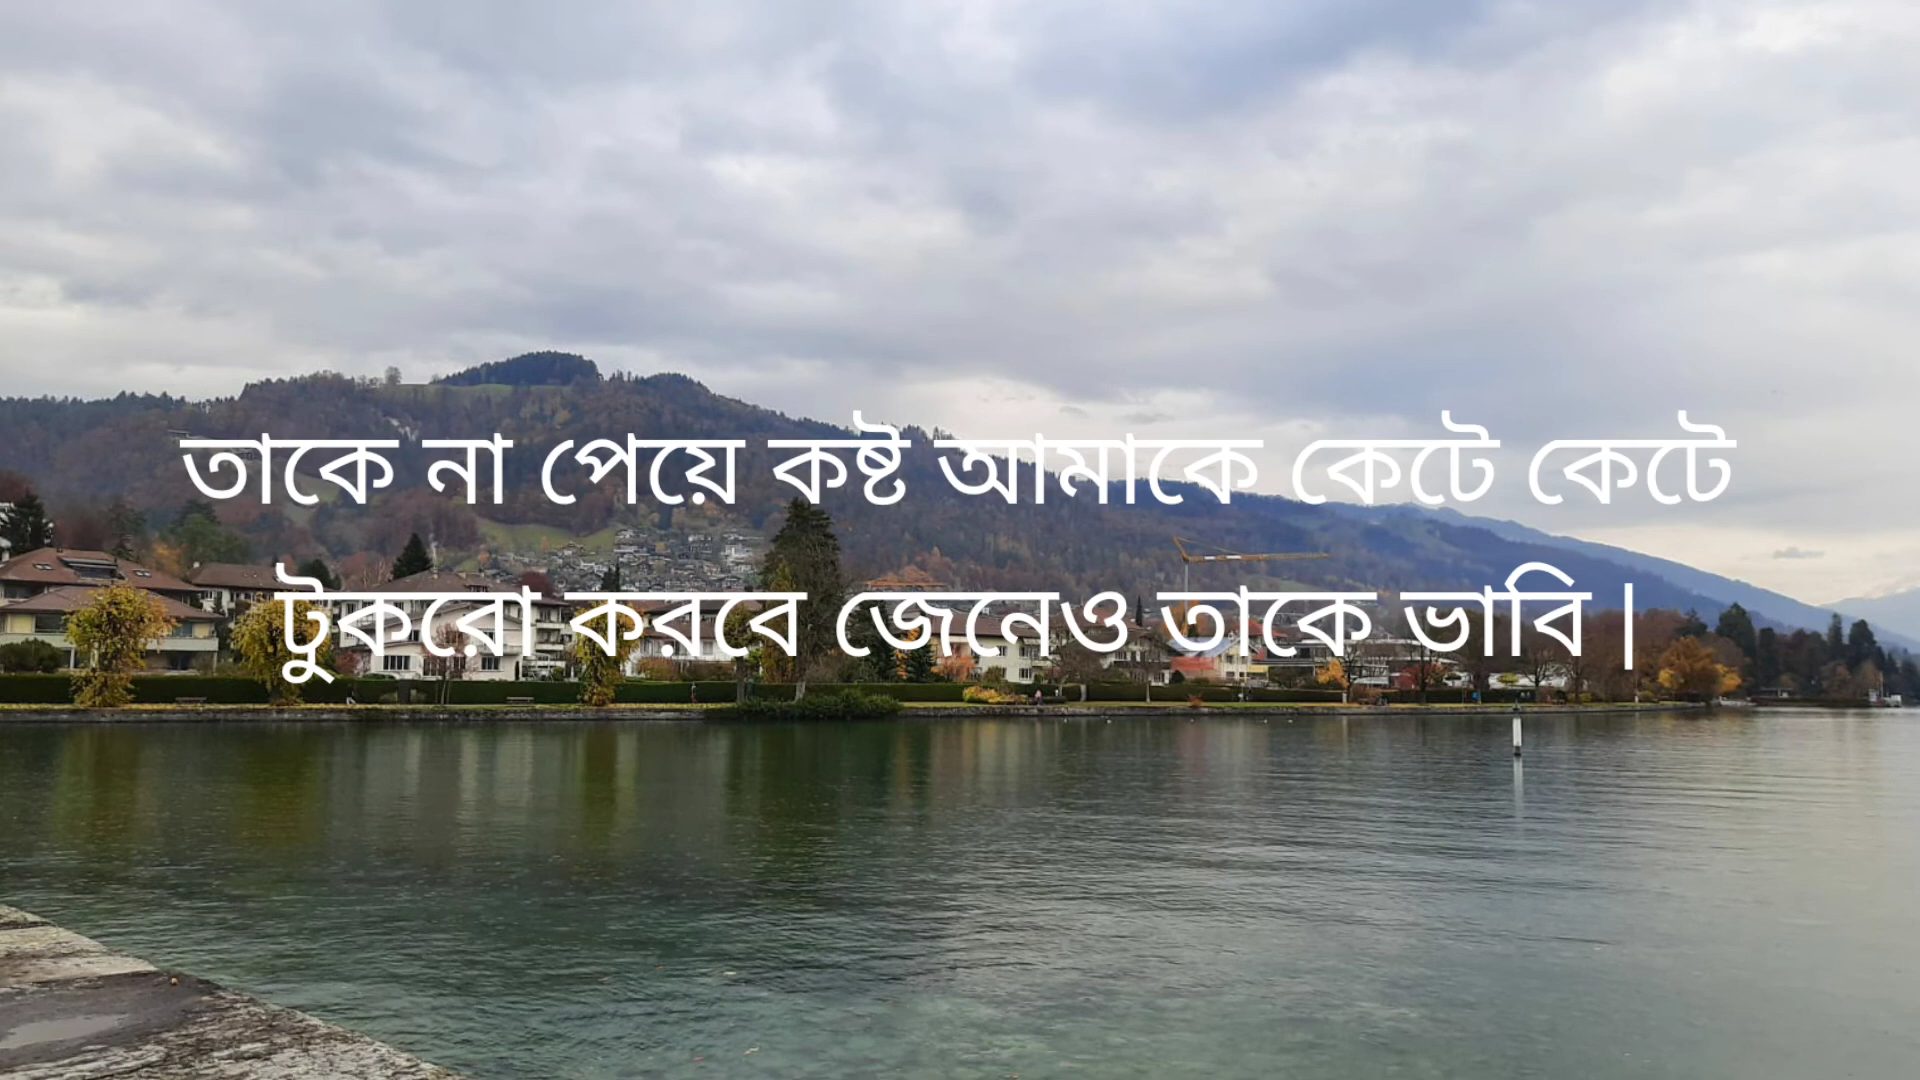 তাকে না পেয়ে কষ্ট আমাকে কেটে কেটে
টুকরো করবে জেনেও তাকে ভাবি |